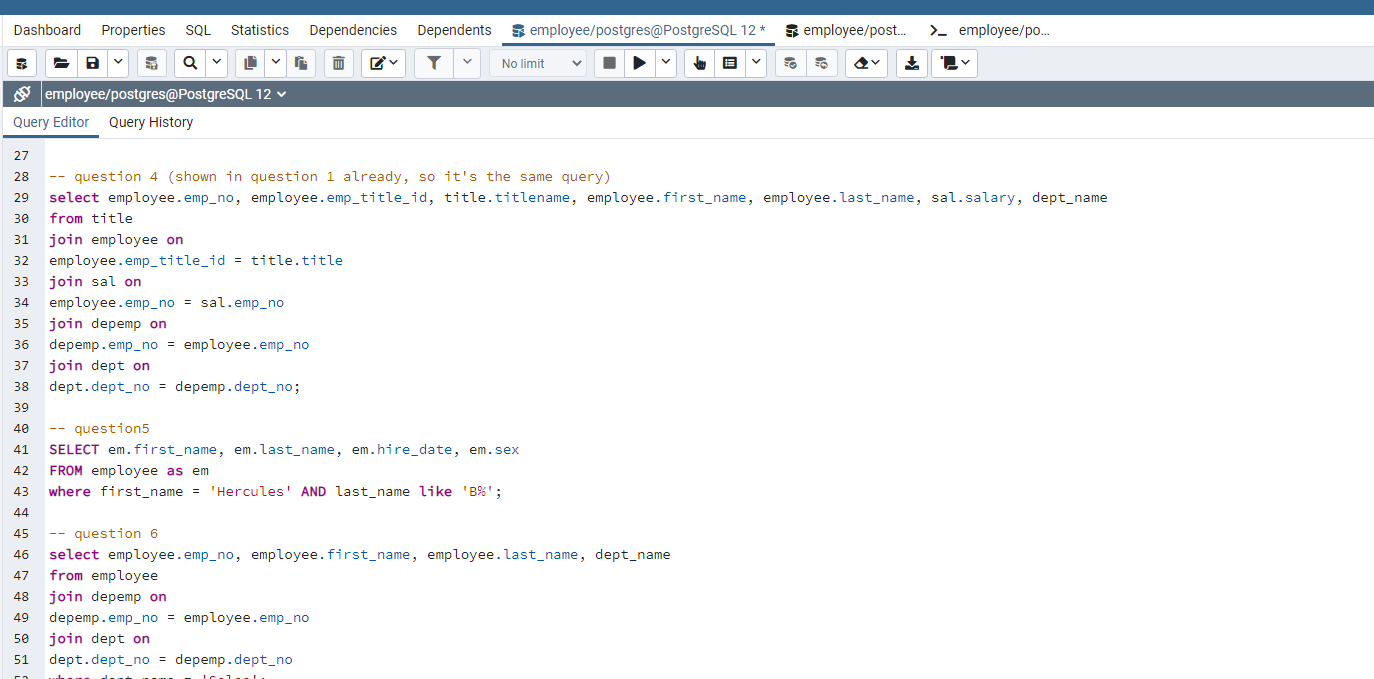 Dashboard Properties SQL Statistics Dependencies Dependents employee/postgres@PostgreSQL 12 * employee/post... employee/po...
No limit
employee/postgres@PostgreSQL 12
Query Editor Query History
27
28 -- question 4 (shown in question 1 already, so it's the same query)
29 select employee.emp_no, employee.emp_title_id, title.titlename, employee.first_name, employee.last_name, sal.salary, dept_name
30 from title
31 join employee on
32 employee.emp_title_id = title.title
33 join sal on
34 employee.emp_no = sal.emp_no
35 join depemp on
36 depemp.emp_no = employee.emp_no
37 join dept on
38 dept.dept_no = depemp.dept_no;
39
40 -- question5
41 SELECT em.first_name, em.last_name, em.hire_date, em.sex
42 FROM employee as em
43 where first_name = 'Hercules' AND last_name like 'B%';
44
45 -- question 6
46 select employee.emp_no, employee.first_name, employee.last_name, dept_name
47 from employee
48 join depemp on
49 depemp.emp_no = employee.emp_no
50 join dept on
51 dept.dept_no = depemp.dept_no
52 where dept_name = 'Sales';